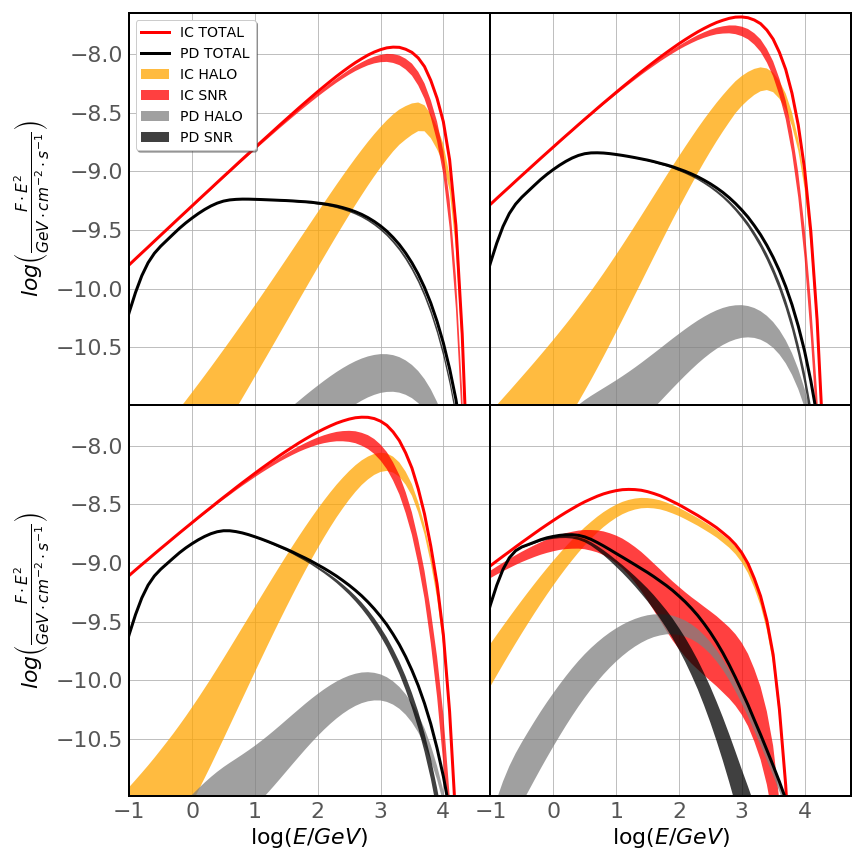 IC TOTAL
PD TOTAL
IC HALO
IC SNR
PD HALO
PD SNR
−8.0
−8.5
−9.0
−9.5
−10.0
−10.5
log(F · E² / GeV · cm⁻² · s⁻¹)
−8.0
−8.5
−9.0
−9.5
−10.0
−10.5
log(F · E² / GeV · cm⁻² · s⁻¹)
−1 0 1 2 3 4
−1 0 1 2 3 4
log(E/GeV)
log(E/GeV)